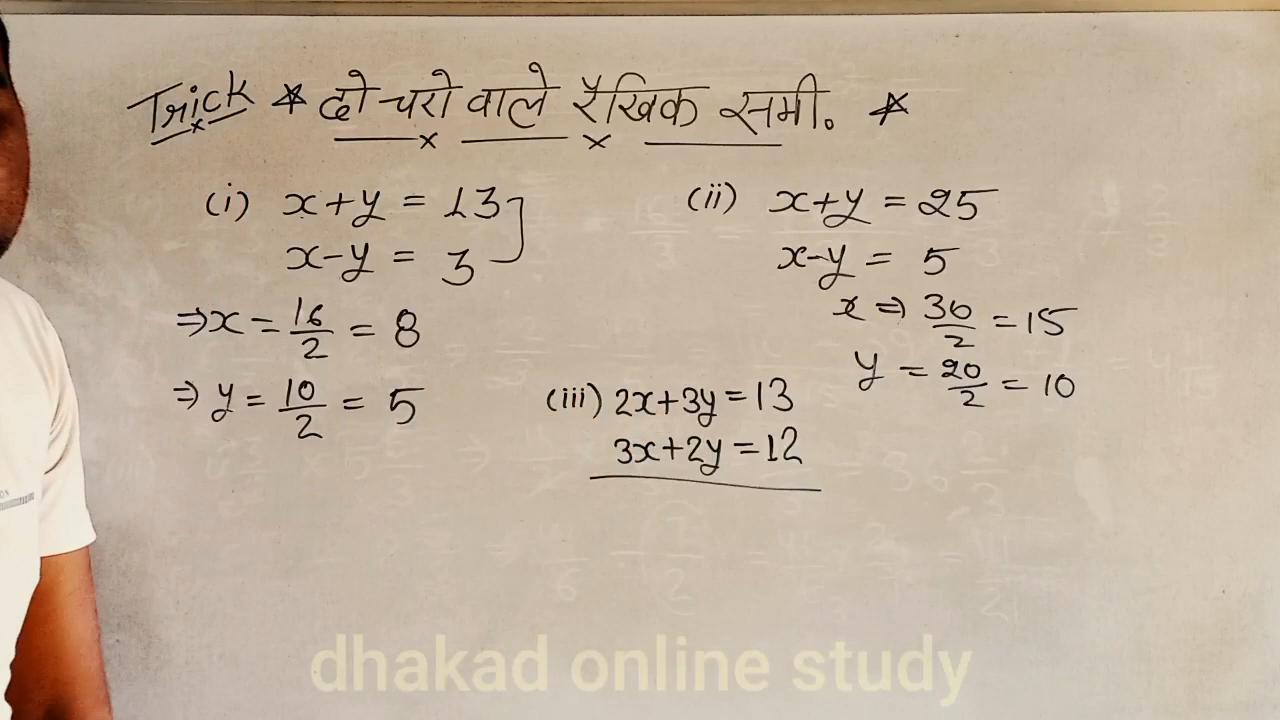 Trick * दो चरो वाले रैखिक समी. *
(i) x+y = 13
x-y = 3
⇒ x = 16/2 = 8
⇒ y = 10/2 = 5
(ii) x+y = 25
x-y = 5
x ⇒ 30/2 = 15
y = 20/2 = 10
(iii) 2x+3y = 13
3x+2y = 12
dhakad online study